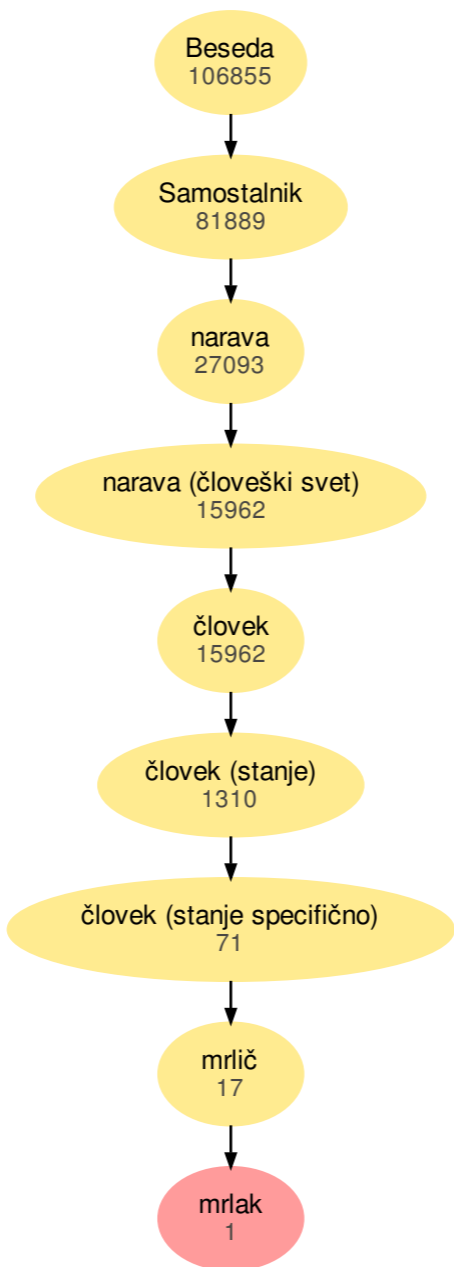 Beseda
106855
Samostalnik
81889
narava
27093
narava (človeški svet)
15962
človek
15962
človek (stanje)
1310
človek (stanje specifično)
71
mrlič
17
mrlak
1